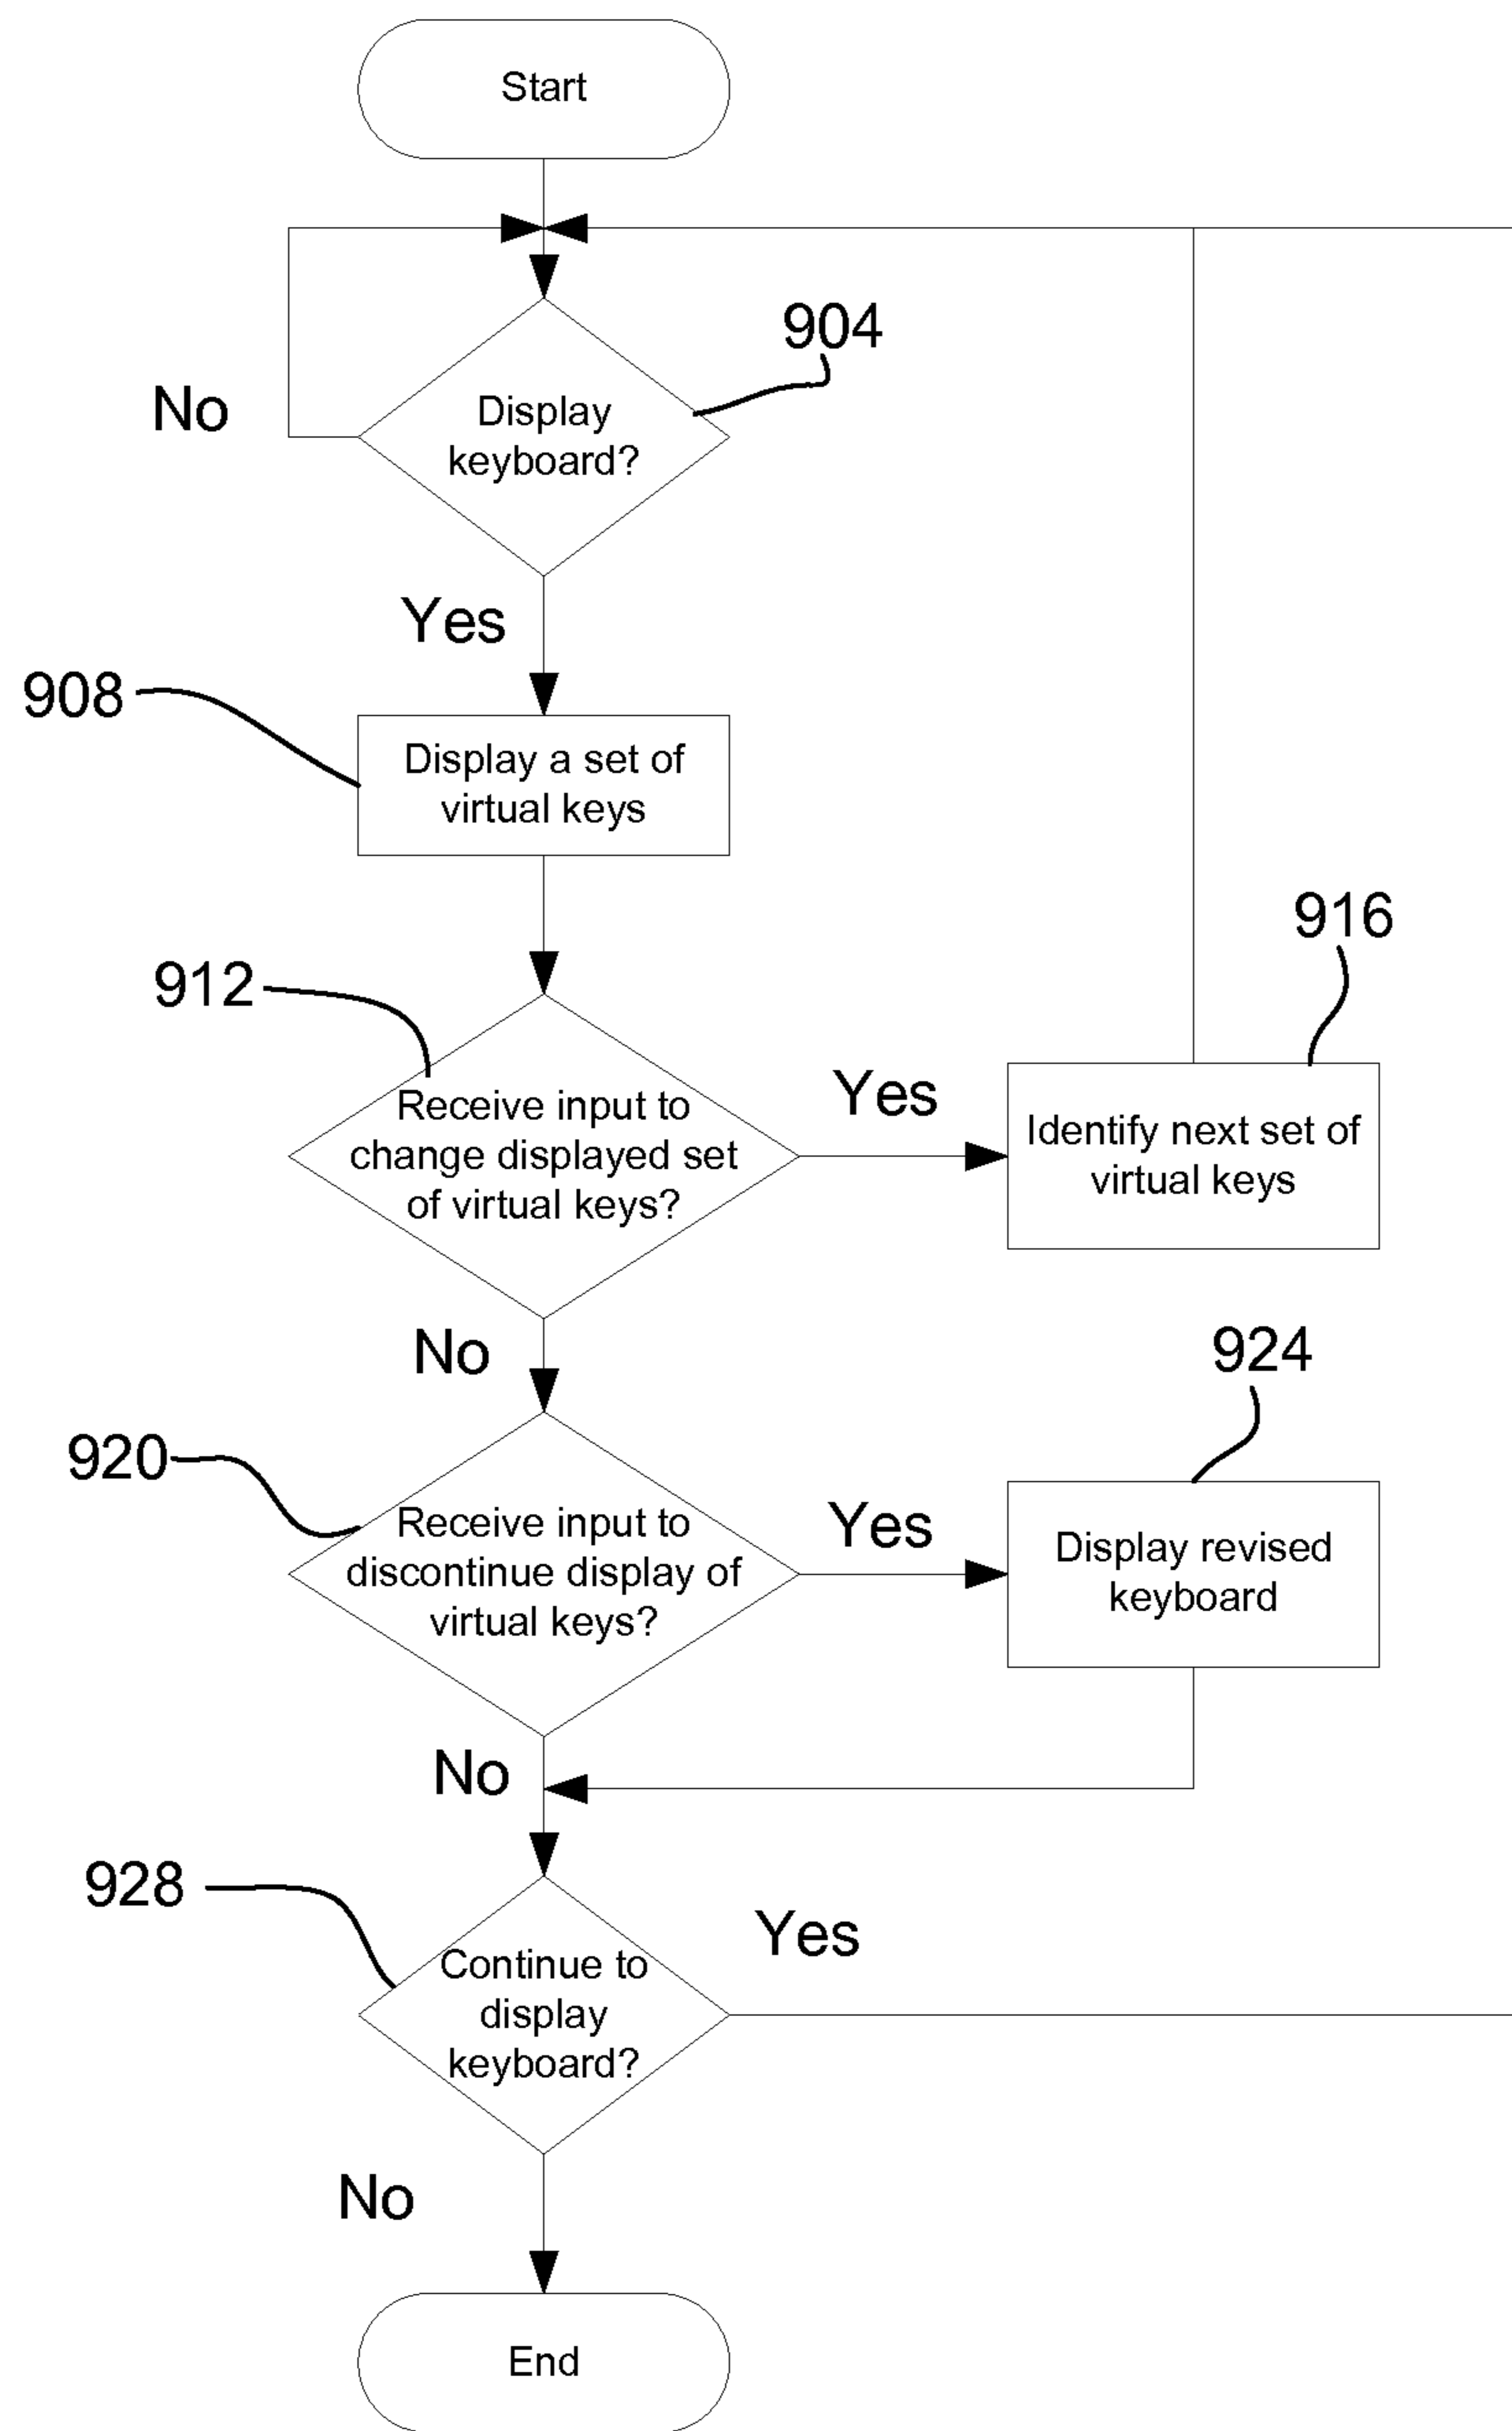 Start
904
No
Display
keyboard?
Yes
908
Display a set of
virtual keys
916
912
Receive input to
change displayed set
of virtual keys?
Yes
Identify next set of
virtual keys
No
924
920
Receive input to
discontinue display of
virtual keys?
Yes
Display revised
keyboard
No
928
Yes
Continue to
display
keyboard?
No
End